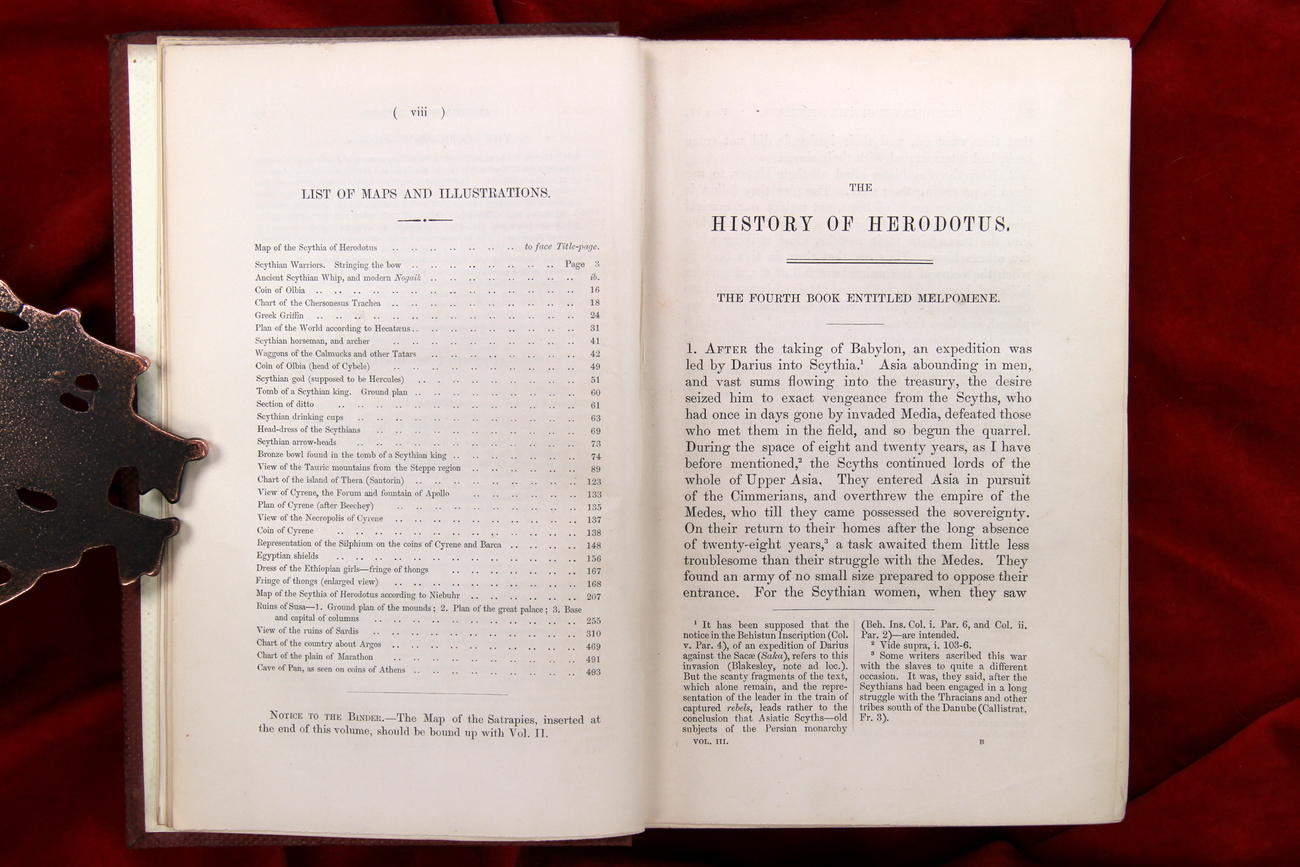 ( viii )
LIST OF MAPS AND ILLUSTRATIONS.
Map of the Scythia of Herodotus .. .. .. .. .. .. .. to face Title-page.
Scythian Warriors. Stringing the bow .. .. .. .. .. .. .. Page 3
Ancient Scythian Whip, and modern Nogaik .. .. .. .. .. .. ib.
Coin of Olbia .. .. .. .. .. .. .. .. .. .. 16
Chart of the Chersonesus Trachea .. .. .. .. .. .. .. .. 18
Greek Griffin .. .. .. .. .. .. .. .. .. .. 24
Plan of the World according to Hecatæus .. .. .. .. .. .. .. 31
Scythian horseman, and archer .. .. .. .. .. .. .. .. 41
Waggons of the Calmucks and other Tatars .. .. .. .. .. .. 42
Coin of Olbia (head of Cybele) .. .. .. .. .. .. .. .. 49
Scythian god (supposed to be Hercules) .. .. .. .. .. .. .. 51
Tomb of a Scythian king. Ground plan .. .. .. .. .. .. .. 60
Section of ditto .. .. .. .. .. .. .. .. .. .. 61
Scythian drinking cups .. .. .. .. .. .. .. .. .. 63
Head-dress of the Scythians .. .. .. .. .. .. .. .. 69
Scythian arrow-heads .. .. .. .. .. .. .. .. .. 73
Bronze bowl found in the tomb of a Scythian king .. .. .. .. .. .. 74
View of the Tauric mountains from the Steppe region .. .. .. .. .. 89
Chart of the island of Thera (Santorin) .. .. .. .. .. .. .. 123
View of Cyrene, the Forum and fountain of Apollo .. .. .. .. .. 133
Plan of Cyrene (after Beechey) .. .. .. .. .. .. .. .. 135
View of the Necropolis of Cyrene .. .. .. .. .. .. .. .. 137
Coin of Cyrene .. .. .. .. .. .. .. .. .. .. 138
Representation of the Silphium on the coins of Cyrene and Barca .. .. .. .. 148
Egyptian shields .. .. .. .. .. .. .. .. .. .. 156
Dress of the Ethiopian girls—fringe of thongs .. .. .. .. .. .. 167
Fringe of thongs (enlarged view) .. .. .. .. .. .. .. .. 168
Map of the Scythia of Herodotus according to Niebuhr .. .. .. .. .. 207
Ruins of Susa—1. Ground plan of the mounds; 2. Plan of the great palace; 3. Base
and capital of columns .. .. .. .. .. .. .. .. 255
View of the ruins of Sardis .. .. .. .. .. .. .. .. .. 310
Chart of the country about Argos .. .. .. .. .. .. .. .. 469
Chart of the plain of Marathon .. .. .. .. .. .. .. .. 491
Cave of Pan, as seen on coins of Athens .. .. .. .. .. .. .. 493
NOTICE TO THE BINDER.—The Map of the Satrapies, inserted at
the end of this volume, should be bound up with Vol. II.
THE
HISTORY OF HERODOTUS.
THE FOURTH BOOK ENTITLED MELPOMENE.
1. AFTER the taking of Babylon, an expedition was
led by Darius into Scythia.¹ Asia abounding in men,
and vast sums flowing into the treasury, the desire
seized him to exact vengeance from the Scyths, who
had once in days gone by invaded Media, defeated those
who met them in the field, and so begun the quarrel.
During the space of eight and twenty years, as I have
before mentioned,² the Scyths continued lords of the
whole of Upper Asia. They entered Asia in pursuit
of the Cimmerians, and overthrew the empire of the
Medes, who till they came possessed the sovereignty.
On their return to their homes after the long absence
of twenty-eight years,³ a task awaited them little less
troublesome than their struggle with the Medes. They
found an army of no small size prepared to oppose their
entrance. For the Scythian women, when they saw
¹ It has been supposed that the
notice in the Behistun Inscription (Col.
v. Par. 4), of an expedition of Darius
against the Sacæ (Saka), refers to this
invasion (Blakesley, note ad loc.).
But the scanty fragments of the text,
which alone remain, and the repre-
sentation of the leader in the train of
captured rebels, leads rather to the
conclusion that Asiatic Scyths—old
subjects of the Persian monarchy
(Beh. Ins. Col. i. Par. 6, and Col. ii.
Par. 2)—are intended.
² Vide supra, i. 103-6.
³ Some writers ascribed this war
with the slaves to quite a different
occasion. It was, they said, after the
Scythians had been engaged in a long
struggle with the Thracians and other
tribes south of the Danube (Callistrat.
Fr. 3).
VOL. III. B